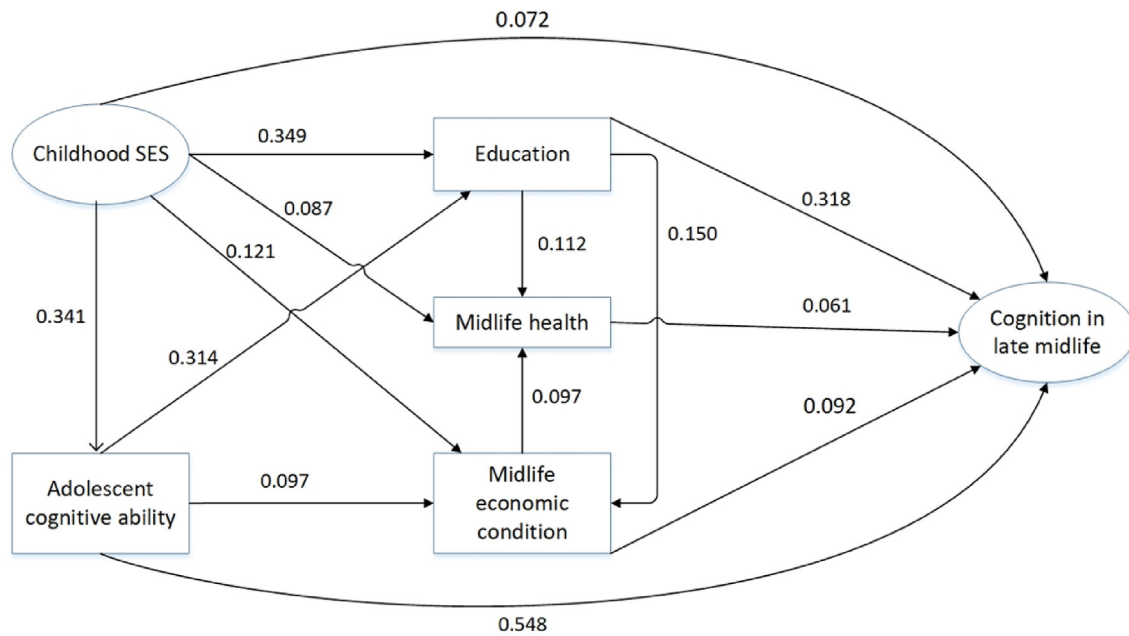 0.072
Childhood SES
0.349
Education
0.087
0.318
0.121
0.112
0.150
0.341
Midlife health
0.061
Cognition in
late midlife
0.314
0.097
0.092
Adolescent
cognitive ability
0.097
Midlife
economic
condition
0.548